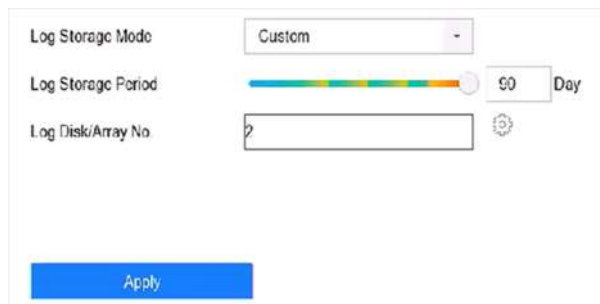 Log Storage Mode Custom
Log Storage Period 90 Day
Log Disk/Array No. 2
Apply